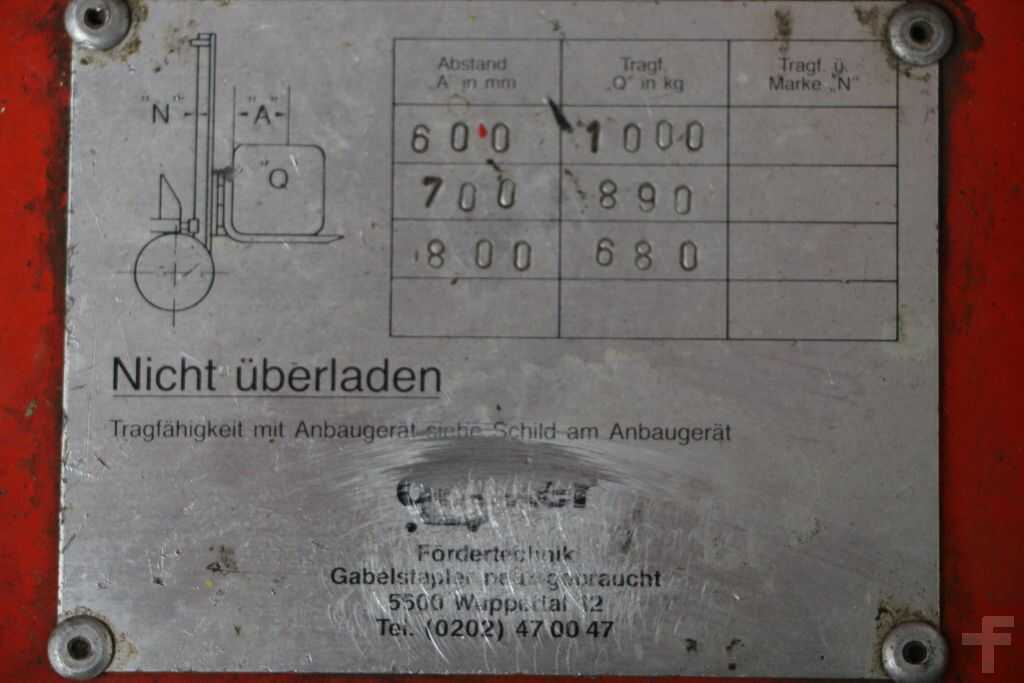 "N"
"A"
"Q
Abstand Tragf. Tragf. ü.
„A“ in mm „Q“ in kg Marke „N“
600 1000
700 890
800 680
Nicht überladen
Tragfähigkeit mit Anbaugerät siehe Schild am Anbaugerät
Fördertechnik
Gabelstapler gebraucht
5600 Wuppertal 12
Tel. (0202) 47 00 47